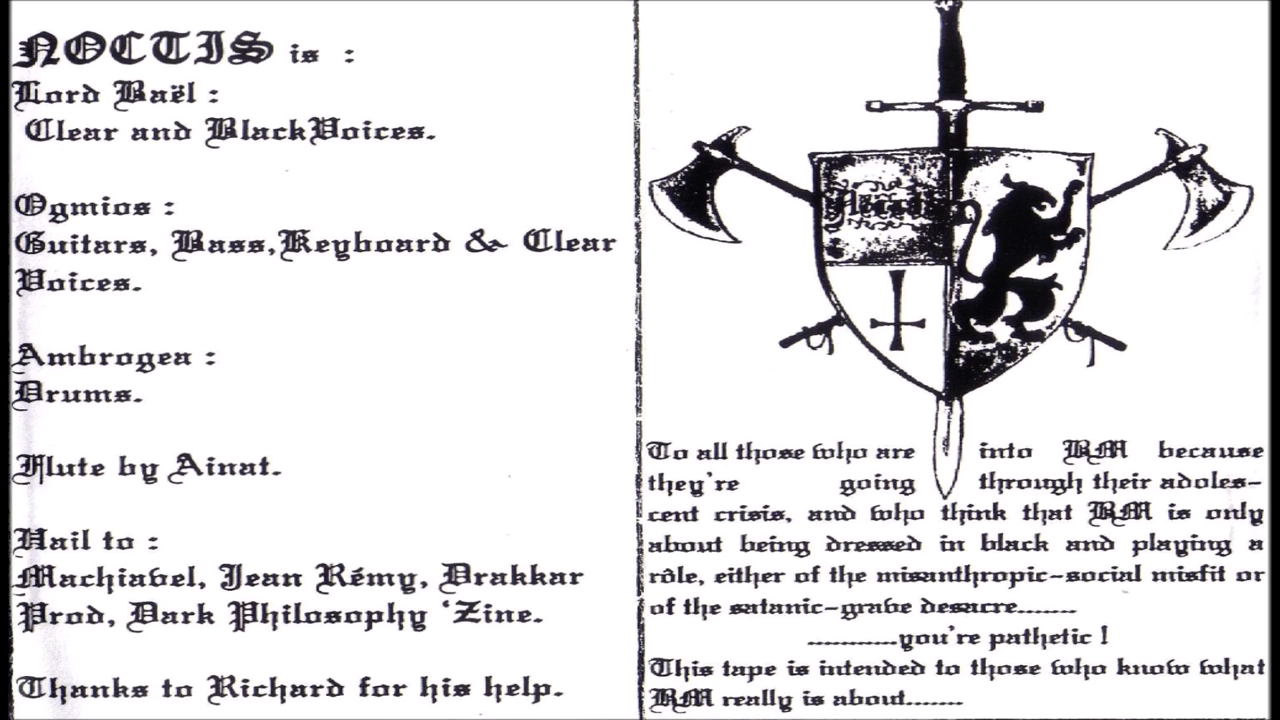 NOCTIS is :
Lord Baël :
Clear and BlackVoices.
Ogmios :
Guitars, Bass,Keyboard & Clear
Voices.
Ambrogea :
Drums.
Flute by Ainat.
Hail to :
Machiavel, Jean Rémy, Drakkar
Prod, Dark Philosophy 'Zine.
Thanks to Richard for his help.
Noctis
To all those who are into BM because
they're going through their adoles-
cent crisis, and who think that BM is only
about being dressed in black and playing a
rôle, either of the misanthropic-social misfit or
of the satanic-grave desacre.......
...........you're pathetic !
This tape is intended to those who know what
BM really is about.......